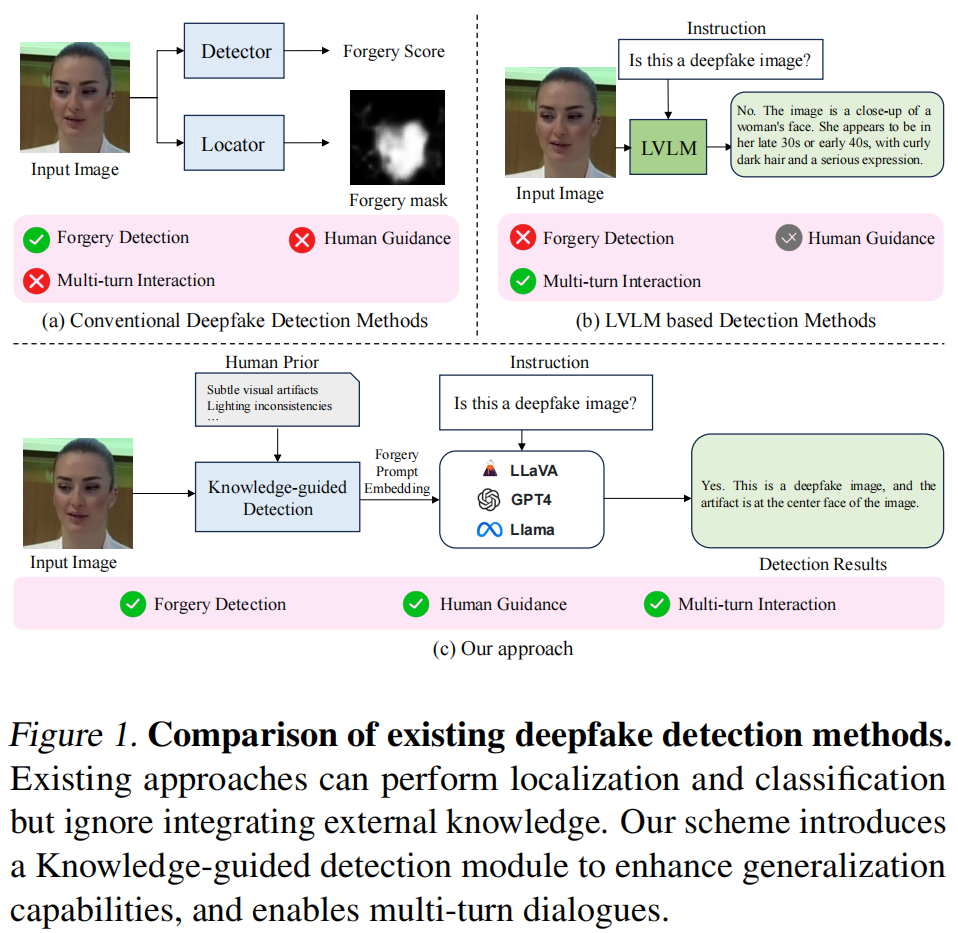 Detector
Forgery Score
Locator
Input Image
Forgery mask
Forgery Detection
Human Guidance
Multi-turn Interaction
(a) Conventional Deepfake Detection Methods
Instruction
Is this a deepfake image?
LVLM
No. The image is a close-up of a
woman's face. She appears to be in
her late 30s or early 40s, with curly
dark hair and a serious expression.
Input Image
Forgery Detection
Human Guidance
Multi-turn Interaction
(b) LVLM based Detection Methods
Human Prior
Subtle visual artifacts
Lighting inconsistencies
...
Instruction
Is this a deepfake image?
Knowledge-guided
Detection
Forgery
Prompt
Embedding
LLaVA
GPT4
Llama
Yes. This is a deepfake image, and the
artifact is at the center face of the image.
Input Image
Detection Results
Forgery Detection
Human Guidance
Multi-turn Interaction
(c) Our approach
Figure 1. Comparison of existing deepfake detection methods.
Existing approaches can perform localization and classification
but ignore integrating external knowledge. Our scheme introduces
a Knowledge-guided detection module to enhance generalization
capabilities, and enables multi-turn dialogues.